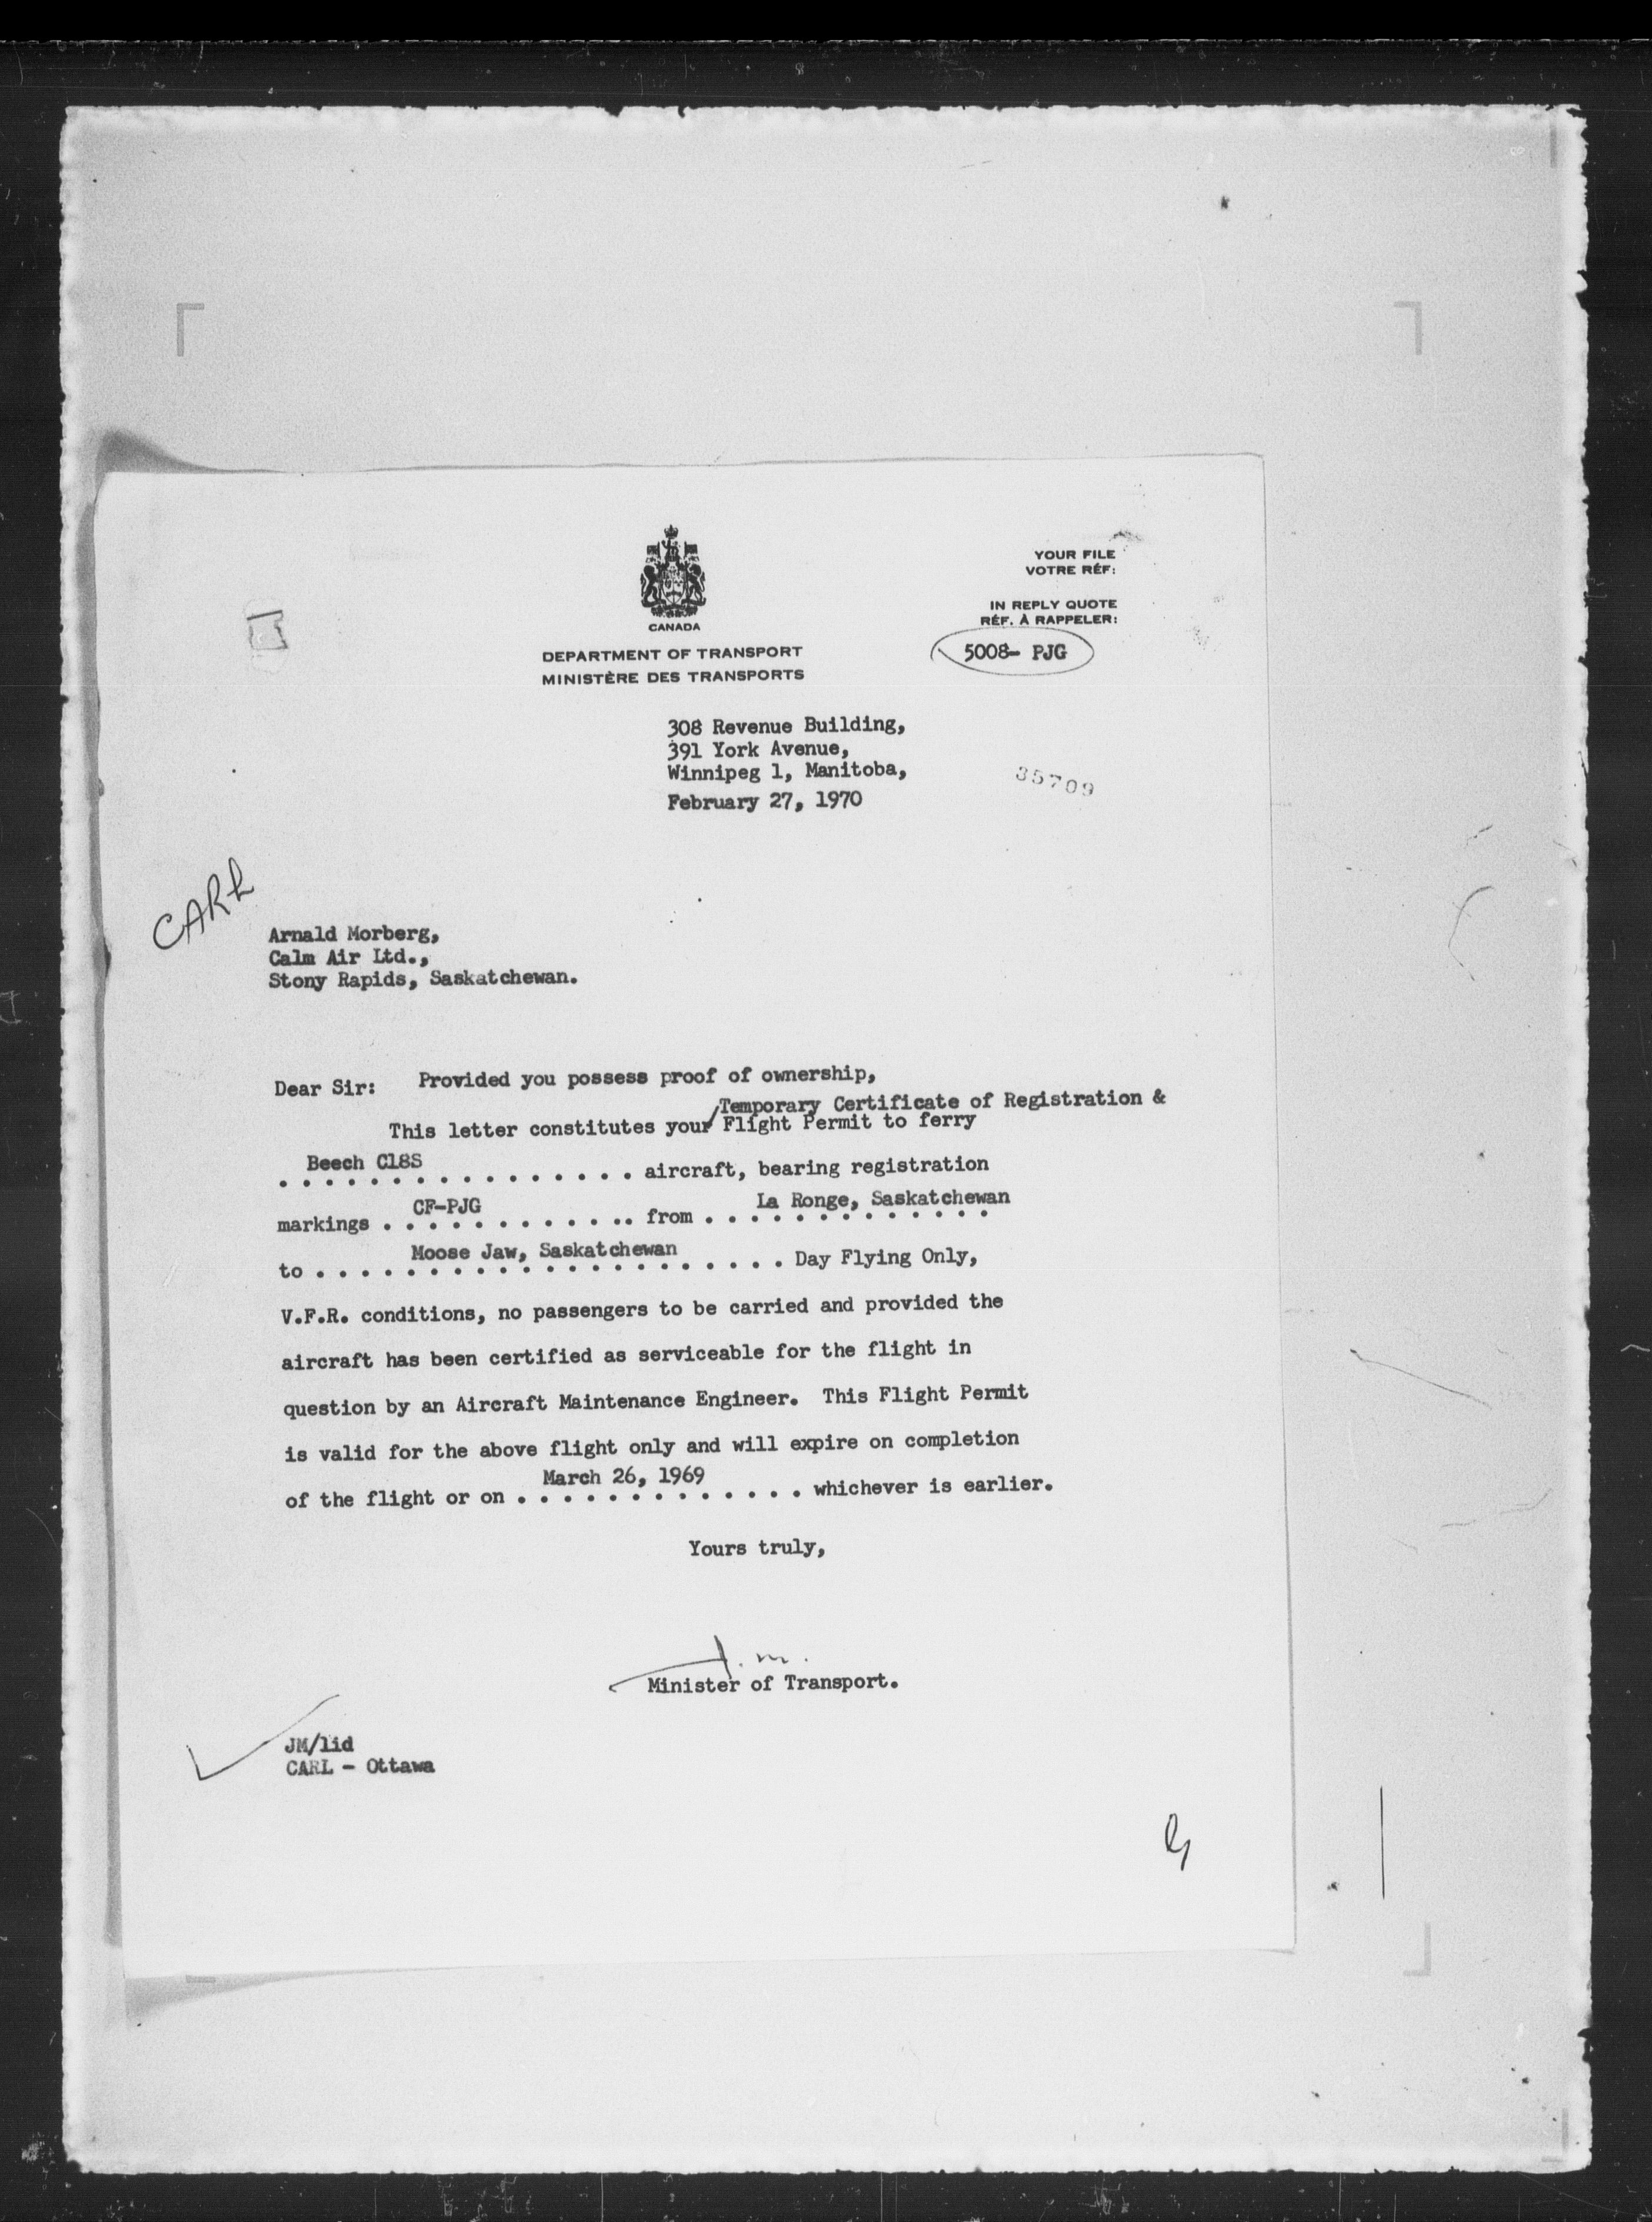 YOUR FILE
VOTRE RÉF:
IN REPLY QUOTE
RÉF. À RAPPELER:
5008- PJG
CANADA
DEPARTMENT OF TRANSPORT
MINISTÈRE DES TRANSPORTS
308 Revenue Building,
391 York Avenue,
Winnipeg 1, Manitoba,
February 27, 1970
35709
CARL
Arnald Morberg,
Calm Air Ltd.,
Stony Rapids, Saskatchewan.
Dear Sir: Provided you possess proof of ownership,
Temporary Certificate of Registration &
This letter constitutes your/Flight Permit to ferry
Beech C18S
. . . . . . . . . . . . . . . . aircraft, bearing registration
CF-PJG La Ronge, Saskatchewan
markings . . . . . . . . . . .. from . . . . . . . . . . . . .
Moose Jaw, Saskatchewan
to . . . . . . . . . . . . . . . . . . . . . Day Flying Only,
V.F.R. conditions, no passengers to be carried and provided the
aircraft has been certified as serviceable for the flight in
question by an Aircraft Maintenance Engineer. This Flight Permit
is valid for the above flight only and will expire on completion
March 26, 1969
of the flight or on . . . . . . . . . . . . . whichever is earlier.
Yours truly,
Minister of Transport.
JM/lid
CARL - Ottawa